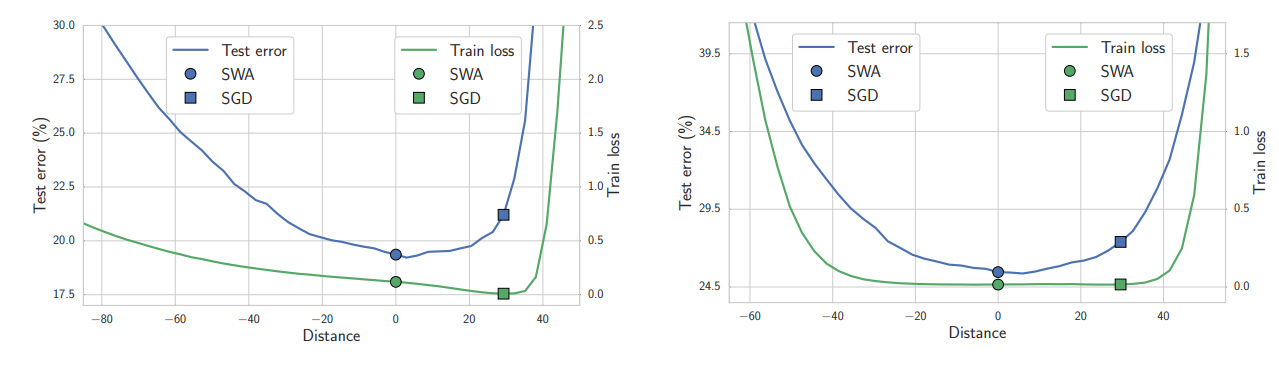 30.0
27.5
25.0
22.5
20.0
17.5
Test error (%)
Test error
SWA
SGD
Train loss
SWA
SGD
2.5
2.0
1.5
1.0
0.5
0.0
Train loss
−80 −60 −40 −20 0 20 40
Distance
39.5
34.5
29.5
24.5
Test error (%)
Test error
SWA
SGD
Train loss
SWA
SGD
1.5
1.0
0.5
0.0
Train loss
−60 −40 −20 0 20 40
Distance